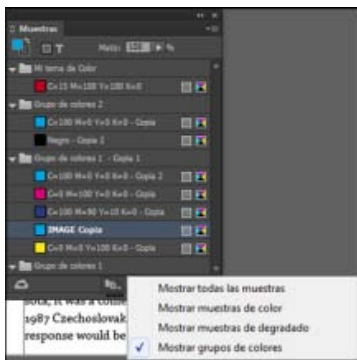 Muestras
T
Matiz: %
Mi tema de Color
C=15 M=100 Y=100 K=0
Grupo de colores 2
C=100 M=0 Y=0 K=0 - Copia
Negro - Copia 2
Grupo de colores 1 - Copia 1
C=100 M=0 Y=0 K=0 - Copia 2
C=0 M=100 Y=0 K=0 - Copia
C=100 M=90 Y=10 K=0 - Copia
IMAGE Copia
C=0 M=0 Y=100 K=0 - Copia
Grupo de colores 1
Mostrar todas las muestras
Mostrar muestras de color
Mostrar muestras de degradado
Mostrar grupos de colores
it was a
1987 Czechoslovak
response would be